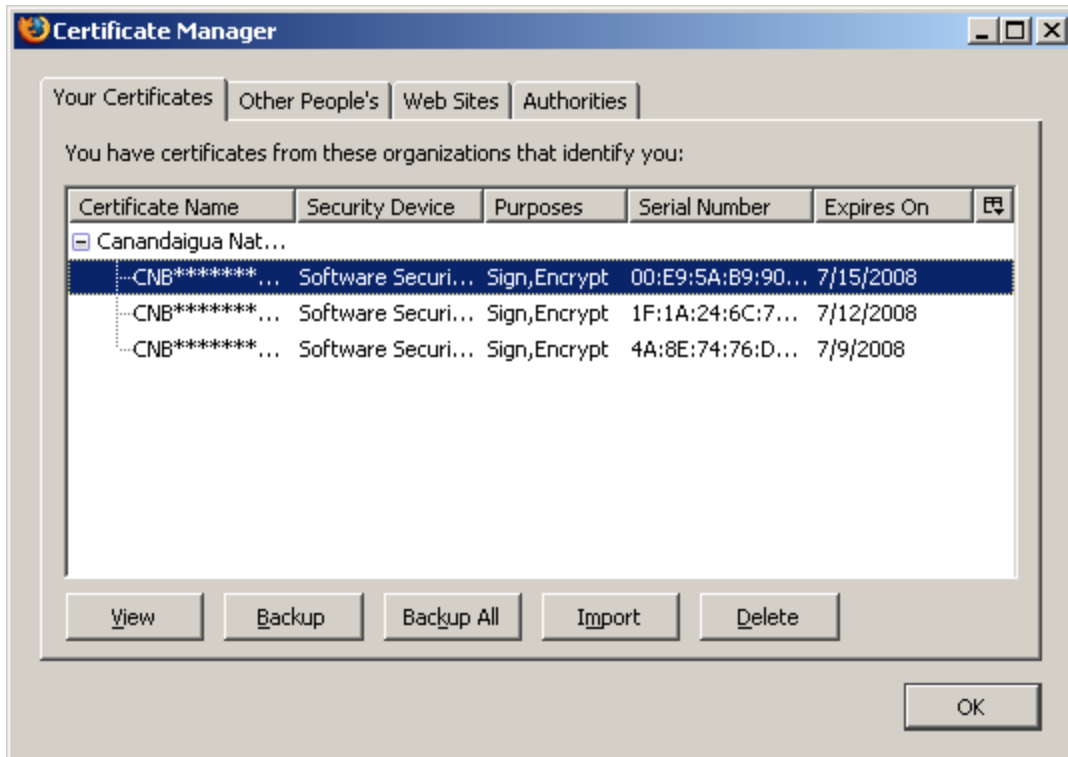 Certificate Manager
Your Certificates Other People's Web Sites Authorities
You have certificates from these organizations that identify you:
Certificate Name Security Device Purposes Serial Number Expires On
Canandaigua Nat...
CNB*******... Software Securi... Sign,Encrypt 00:E9:5A:B9:90... 7/15/2008
CNB*******... Software Securi... Sign,Encrypt 1F:1A:24:6C:7... 7/12/2008
CNB*******... Software Securi... Sign,Encrypt 4A:8E:74:76:D... 7/9/2008
View Backup Backup All Import Delete
OK